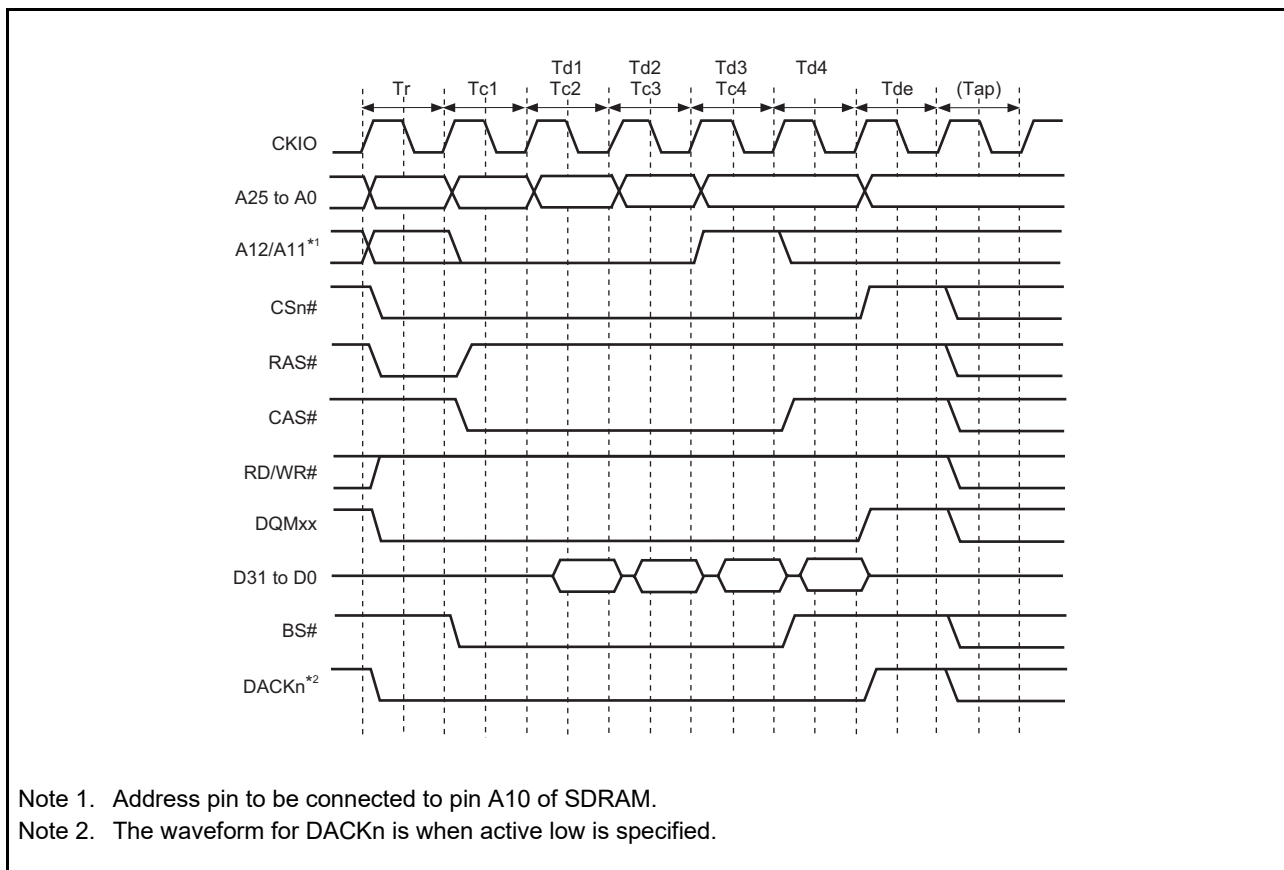 Td1 Td2 Td3 Td4
Tr Tc1 Tc2 Tc3 Tc4 Tde (Tap)
CKIO
A25 to A0
A12/A11*1
CSn#
RAS#
CAS#
RD/WR#
DQMxx
D31 to D0
BS#
DACKn*2
Note 1. Address pin to be connected to pin A10 of SDRAM.
Note 2. The waveform for DACKn is when active low is specified.